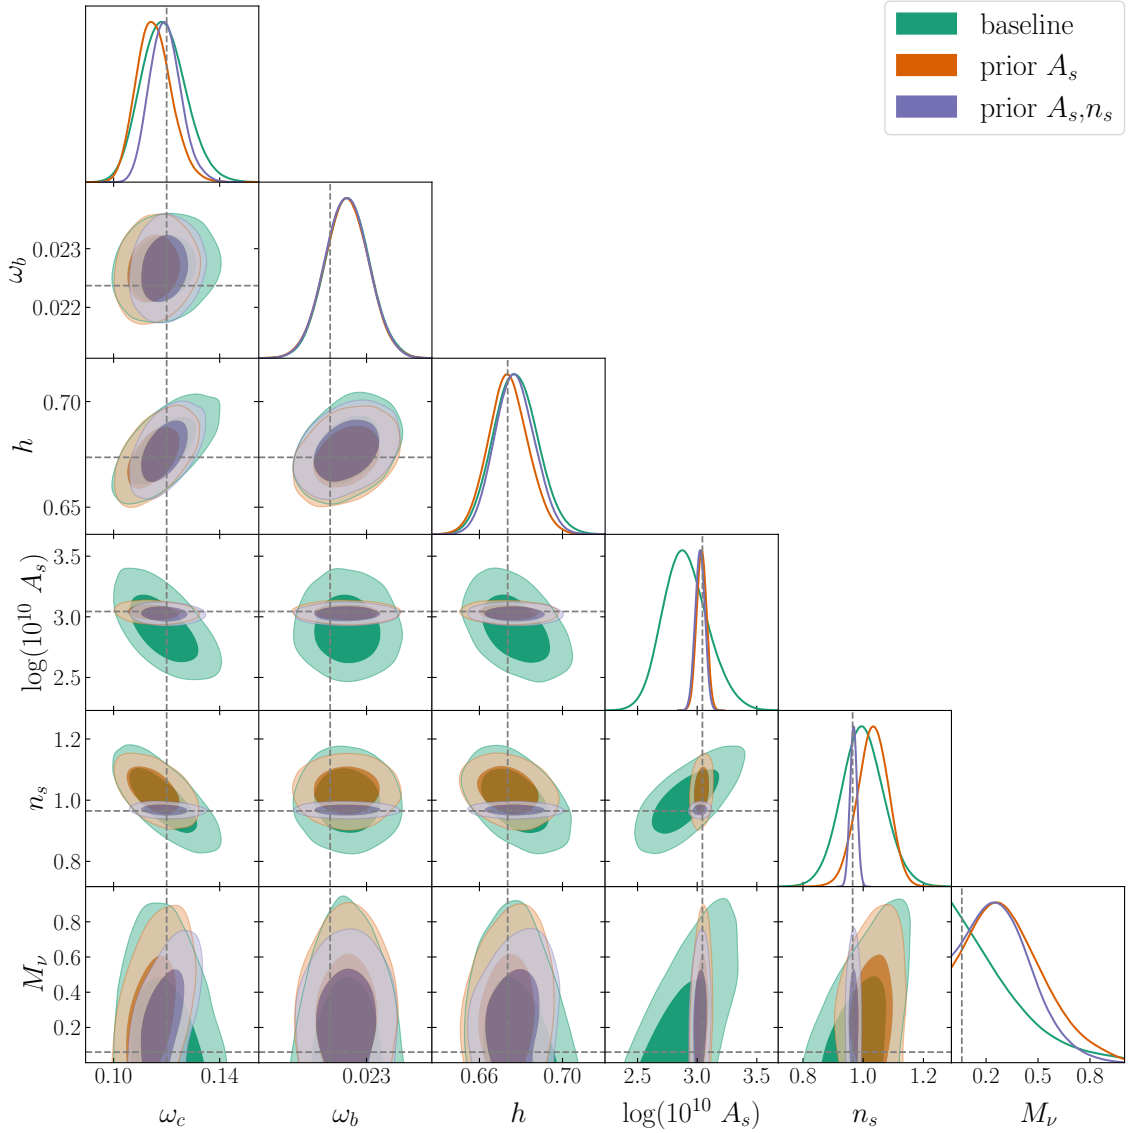 baseline
prior A_s
prior A_s,n_s
ω_b
0.023
0.022
h
0.70
0.65
log(10^10 A_s)
3.5
3.0
2.5
n_s
1.2
1.0
0.8
M_ν
0.8
0.6
0.4
0.2
0.10 0.14 0.023 0.66 0.70 2.5 3.0 3.5 0.8 1.0 1.2 0.2 0.5 0.8
ω_c ω_b h log(10^10 A_s) n_s M_ν